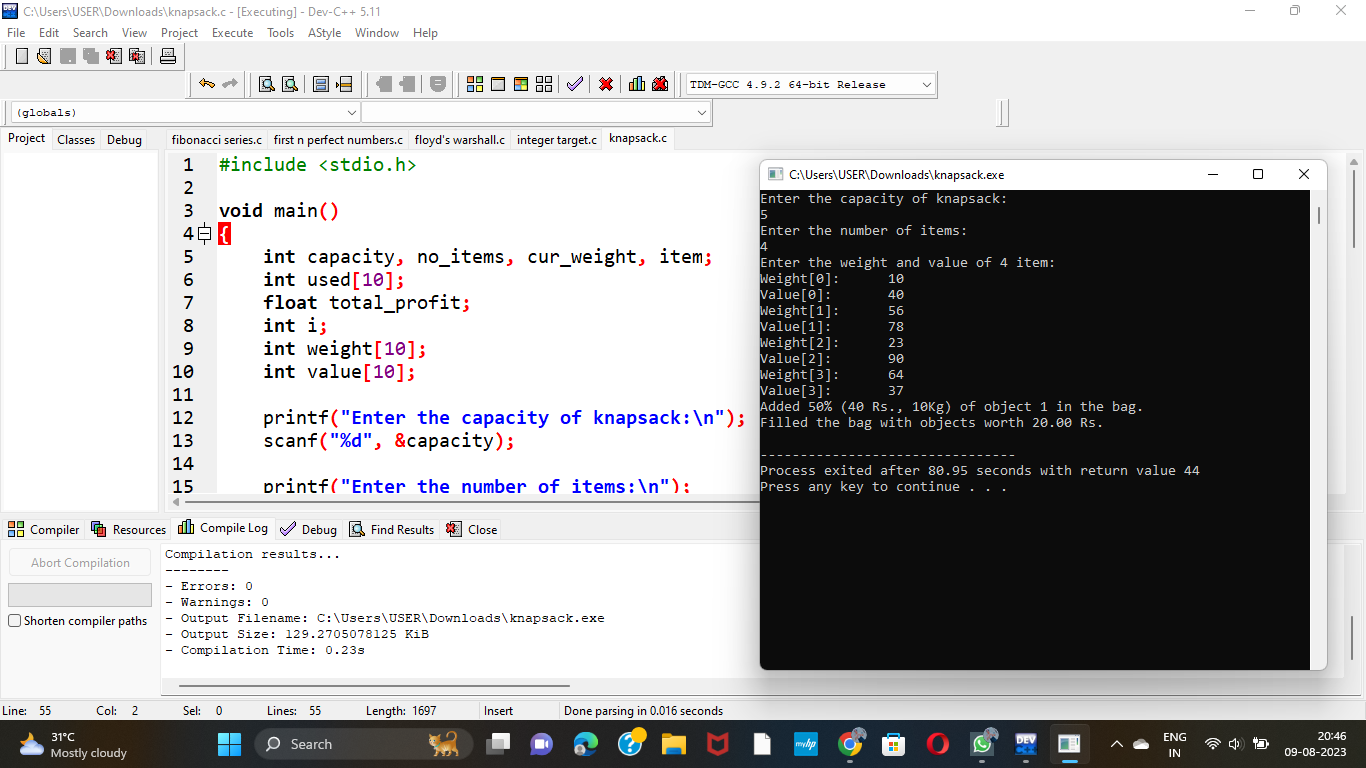 C:\Users\USER\Downloads\knapsack.c - [Executing] - Dev-C++ 5.11
File Edit Search View Project Execute Tools AStyle Window Help
TDM-GCC 4.9.2 64-bit Release
(globals)
Project Classes Debug
fibonacci series.c first n perfect numbers.c floyd's warshall.c integer target.c knapsack.c
1 #include <stdio.h>
2
3 void main()
4 {
5 int capacity, no_items, cur_weight, item;
6 int used[10];
7 float total_profit;
8 int i;
9 int weight[10];
10 int value[10];
11
12 printf("Enter the capacity of knapsack:\n");
13 scanf("%d", &capacity);
14
15 printf("Enter the number of items:\n");
C:\Users\USER\Downloads\knapsack.exe
Enter the capacity of knapsack:
5
Enter the number of items:
4
Enter the weight and value of 4 item:
Weight[0]: 10
Value[0]: 40
Weight[1]: 56
Value[1]: 78
Weight[2]: 23
Value[2]: 90
Weight[3]: 64
Value[3]: 37
Added 50% (40 Rs., 10Kg) of object 1 in the bag.
Filled the bag with objects worth 20.00 Rs.
--------------------------------
Process exited after 80.95 seconds with return value 44
Press any key to continue . . .
Compiler Resources Compile Log Debug Find Results Close
Abort Compilation
Shorten compiler paths
Compilation results...
--------
- Errors: 0
- Warnings: 0
- Output Filename: C:\Users\USER\Downloads\knapsack.exe
- Output Size: 129.2705078125 KiB
- Compilation Time: 0.23s
Line: 55 Col: 2 Sel: 0 Lines: 55 Length: 1697 Insert Done parsing in 0.016 seconds
31°C
Mostly cloudy
Search
myhp
DEV
ENG
IN
20:46
09-08-2023